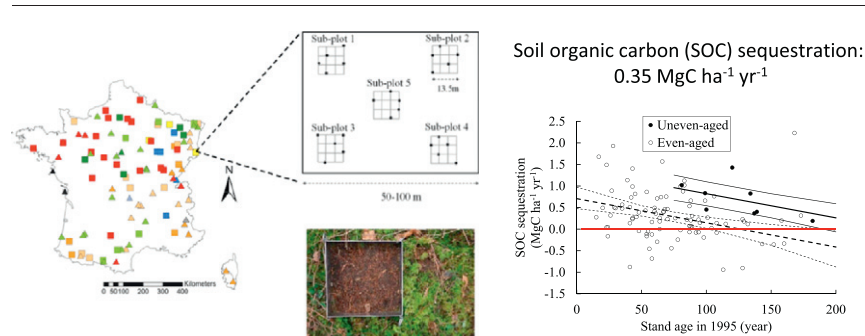 Sub-plot 1
Sub-plot 2
Sub-plot 5
13.5m
Sub-plot 3
Sub-plot 4
50-100 m
N
0 50 100 200 300 400
Kilometers
Soil organic carbon (SOC) sequestration:
0.35 MgC ha⁻¹ yr⁻¹
Uneven-aged
Even-aged
SOC sequestration
(MgC ha⁻¹ yr⁻¹)
2.5
2.0
1.5
1.0
0.5
0.0
-0.5
-1.0
-1.5
0 50 100 150 200
Stand age in 1995 (year)